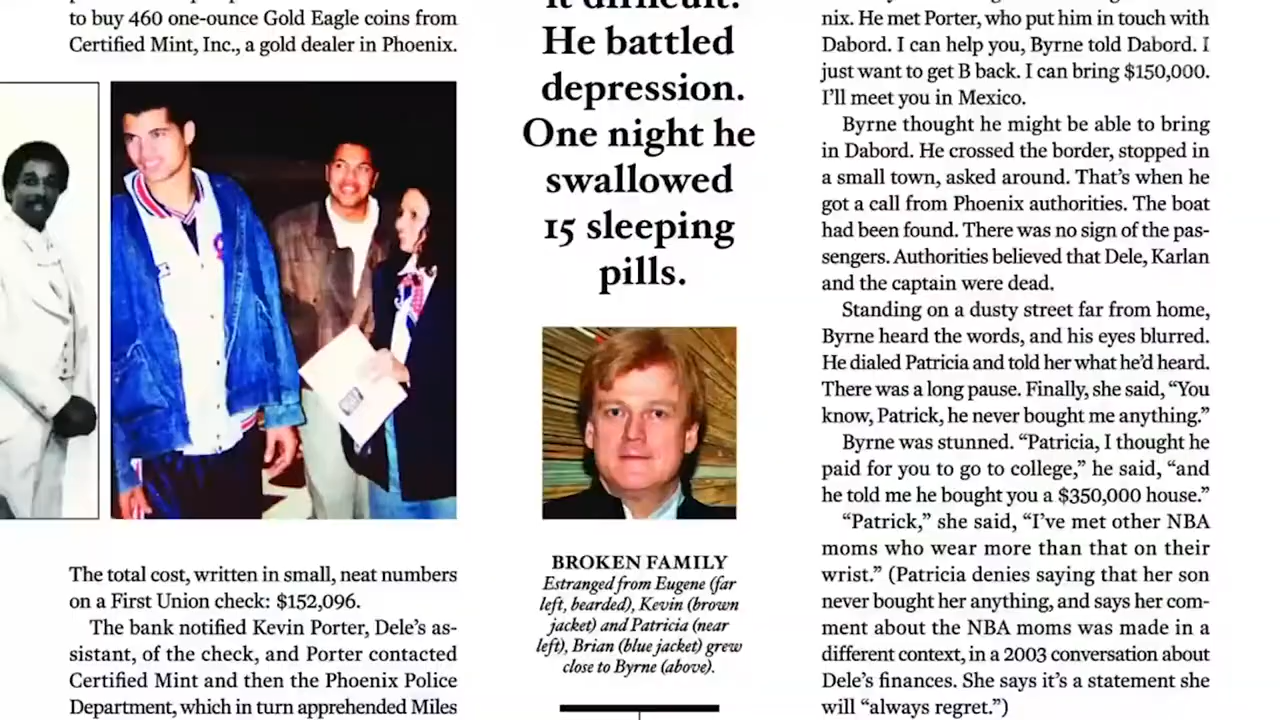 to buy 460 one-ounce Gold Eagle coins from
Certified Mint, Inc., a gold dealer in Phoenix.
The total cost, written in small, neat numbers
on a First Union check: $152,096.
The bank notified Kevin Porter, Dele’s as-
sistant, of the check, and Porter contacted
Certified Mint and then the Phoenix Police
Department, which in turn apprehended Miles
it difficult.
He battled
depression.
One night he
swallowed
15 sleeping
pills.
BROKEN FAMILY
Estranged from Eugene (far
left, bearded), Kevin (brown
jacket) and Patricia (near
left), Brian (blue jacket) grew
close to Byrne (above).
nix. He met Porter, who put him in touch with
Dabord. I can help you, Byrne told Dabord. I
just want to get B back. I can bring $150,000.
I’ll meet you in Mexico.
Byrne thought he might be able to bring
in Dabord. He crossed the border, stopped in
a small town, asked around. That’s when he
got a call from Phoenix authorities. The boat
had been found. There was no sign of the pas-
sengers. Authorities believed that Dele, Karlan
and the captain were dead.
Standing on a dusty street far from home,
Byrne heard the words, and his eyes blurred.
He dialed Patricia and told her what he’d heard.
There was a long pause. Finally, she said, “You
know, Patrick, he never bought me anything.”
Byrne was stunned. “Patricia, I thought he
paid for you to go to college,” he said, “and
he told me he bought you a $350,000 house.”
“Patrick,” she said, “I’ve met other NBA
moms who wear more than that on their
wrist.” (Patricia denies saying that her son
never bought her anything, and says her com-
ment about the NBA moms was made in a
different context, in a 2003 conversation about
Dele’s finances. She says it’s a statement she
will “always regret.”)